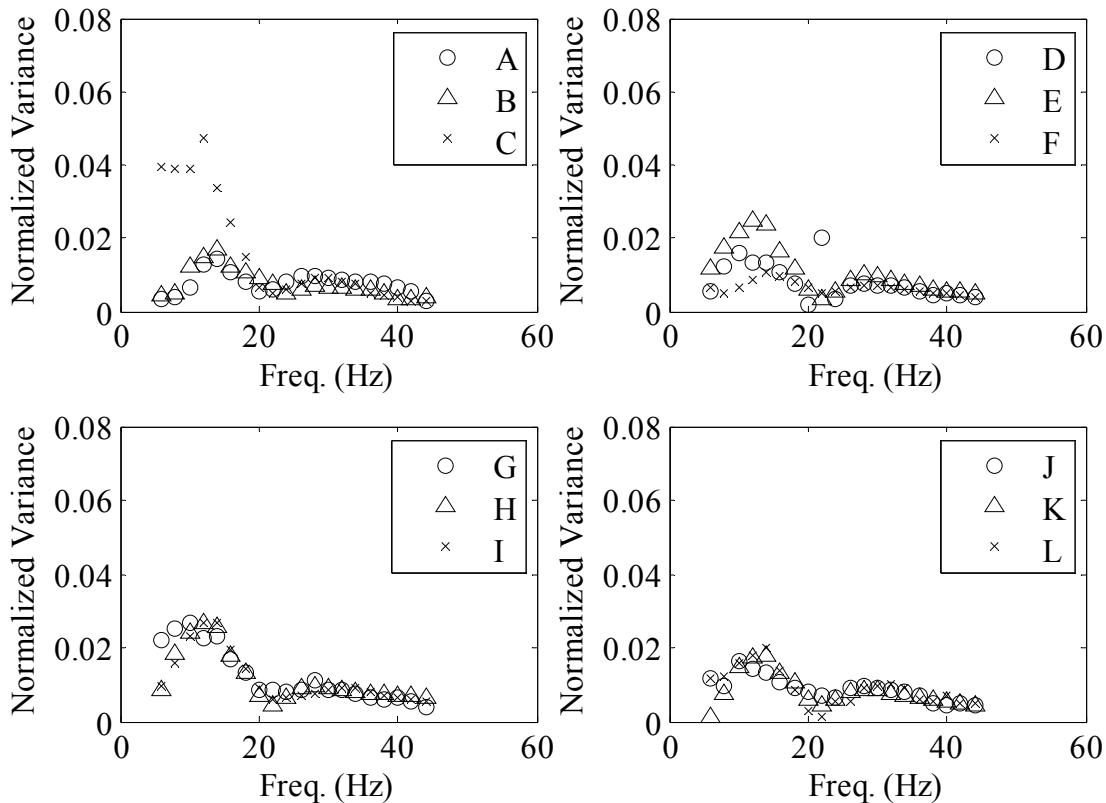 0.08
0.06
0.04
0.02
0
Normalized Variance
A
B
C
0 20 40 60
Freq. (Hz)
0.08
0.06
0.04
0.02
0
Normalized Variance
D
E
F
0 20 40 60
Freq. (Hz)
0.08
0.06
0.04
0.02
0
Normalized Variance
G
H
I
0 20 40 60
Freq. (Hz)
0.08
0.06
0.04
0.02
0
Normalized Variance
J
K
L
0 20 40 60
Freq. (Hz)